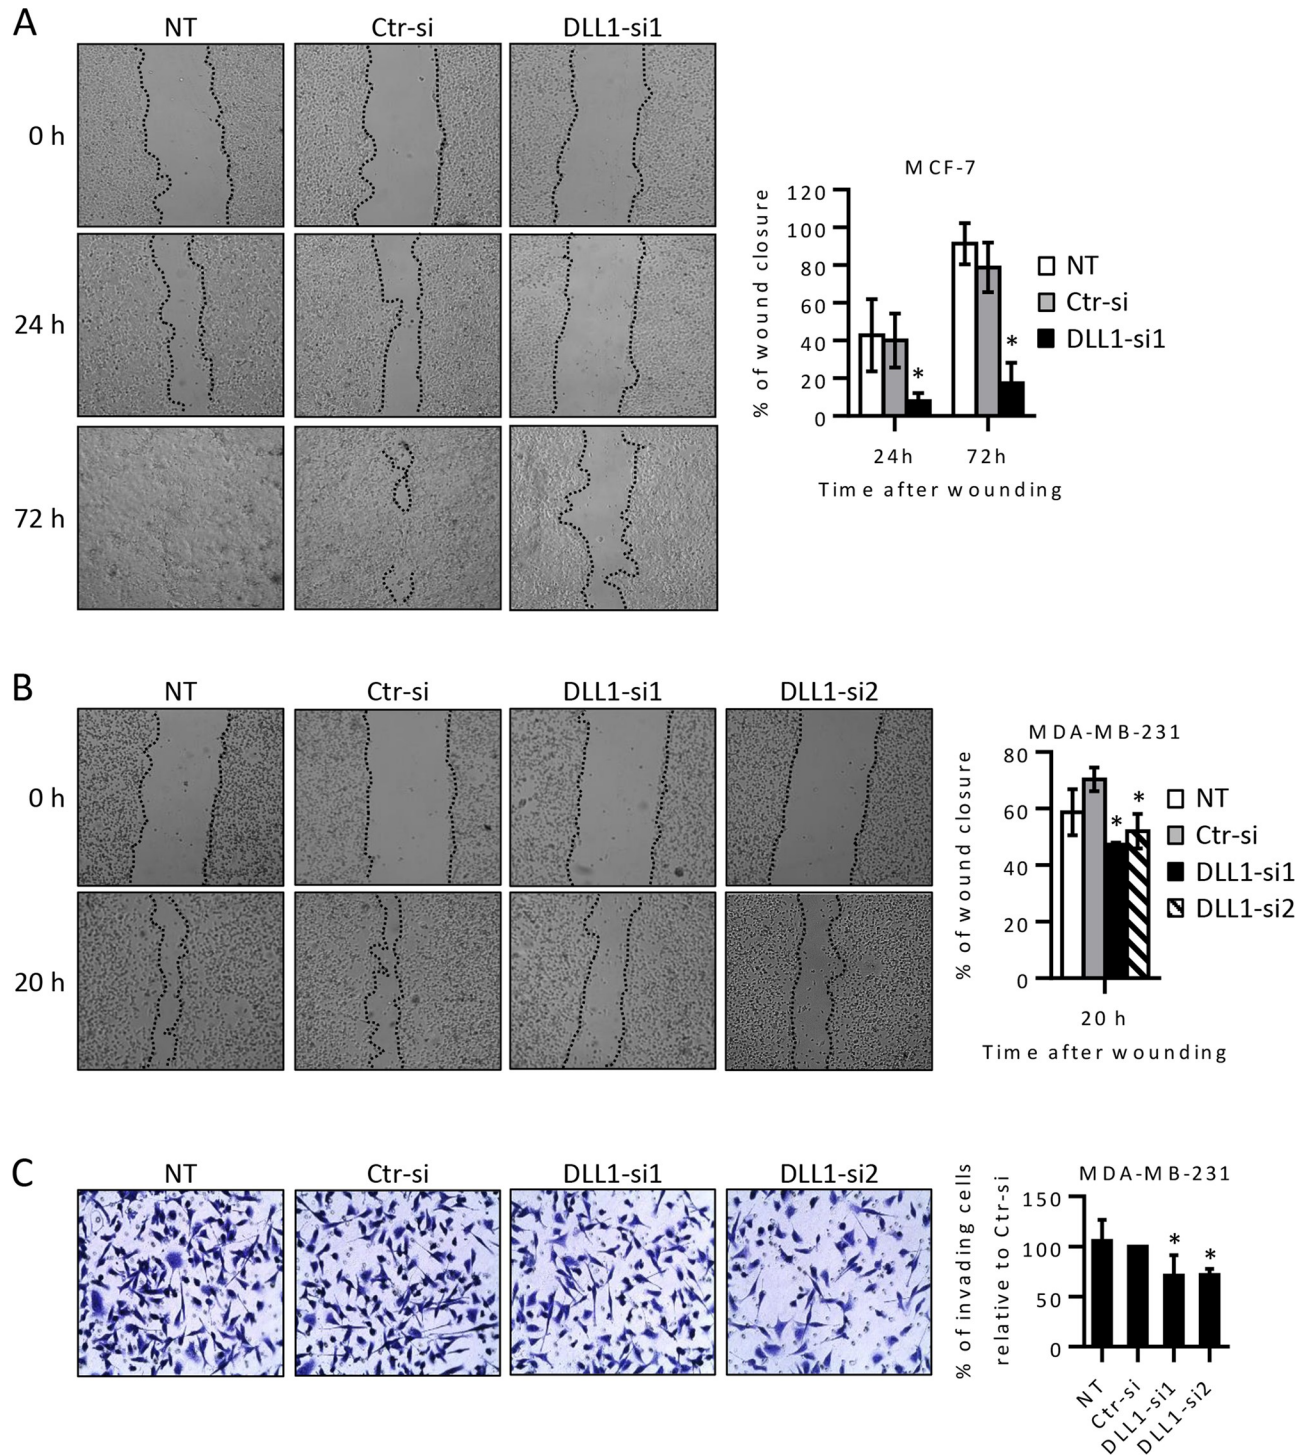 A
NT Ctr-si DLL1-si1
0 h
24 h
72 h
MCF-7
% of wound closure
120
100
80
60
40
20
0
*
*
24h 72h
Time after wounding
NT
Ctr-si
DLL1-si1
B
NT Ctr-si DLL1-si1 DLL1-si2
0 h
20 h
MDA-MB-231
% of wound closure
80
60
40
20
0
*
*
20 h
Time after wounding
NT
Ctr-si
DLL1-si1
DLL1-si2
C
NT Ctr-si DLL1-si1 DLL1-si2
MDA-MB-231
% of invading cells
relative to Ctr-si
150
100
50
0
*
*
NT
Ctr-si
DLL1-si1
DLL1-si2